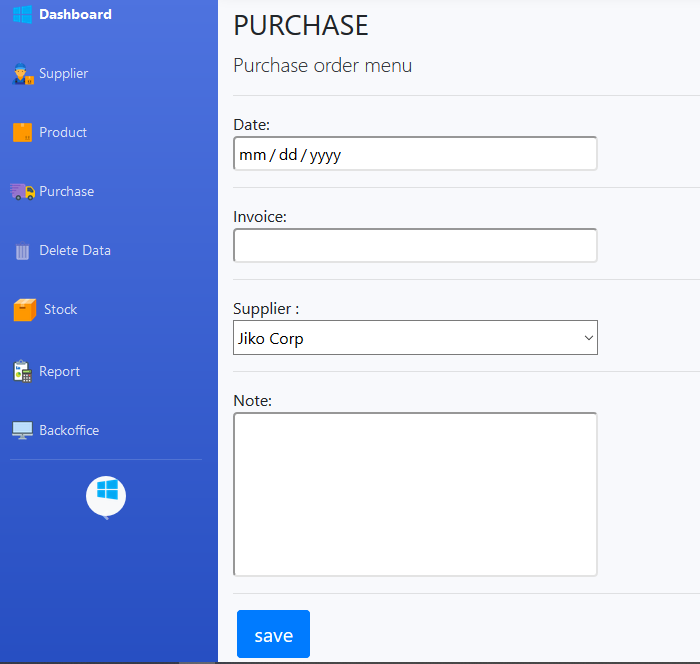 Dashboard
Supplier
Product
Purchase
Delete Data
Stock
Report
Backoffice
PURCHASE
Purchase order menu
Date:
mm / dd / yyyy
Invoice:
Supplier :
Jiko Corp
Note:
save